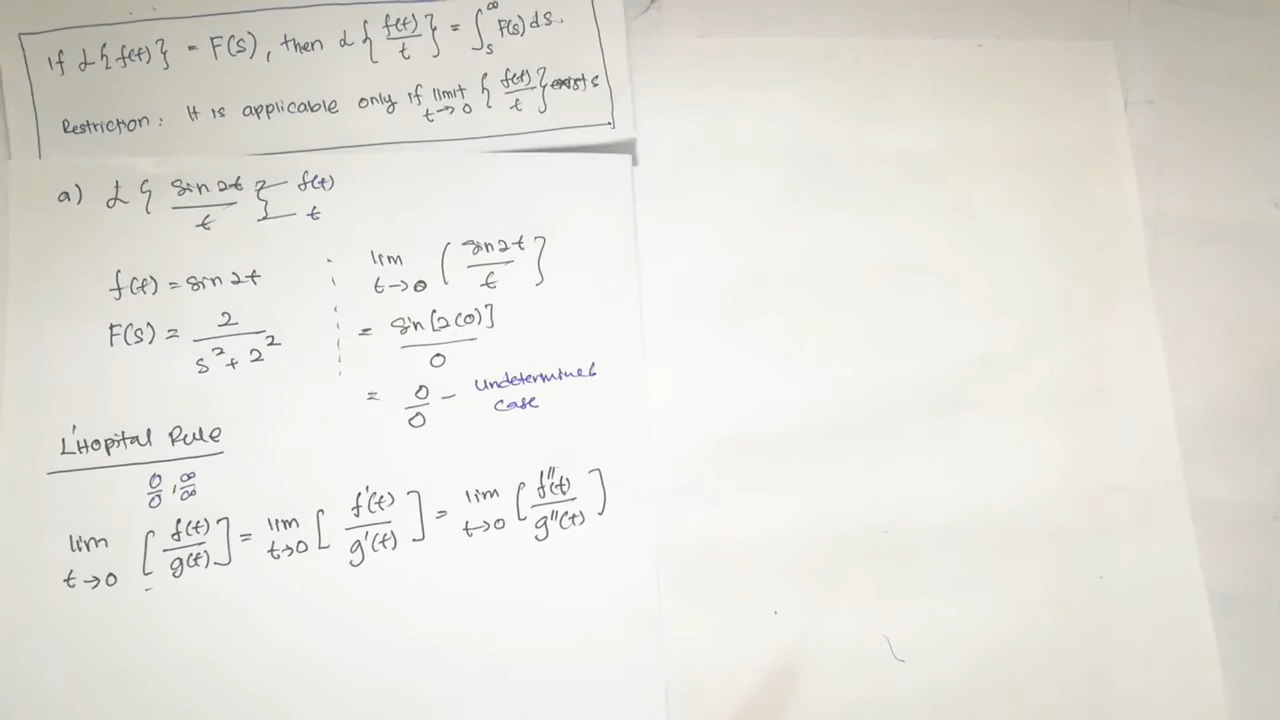 If ℒ{f(t)} = F(s), then ℒ{f(t)/t} = ∫_s^∞ F(s) ds.
Restriction: It is applicable only if limit t→0 {f(t)/t} exists
a) ℒ{sin 2t/t} f(t) t
f(t) = sin 2t
F(s) = 2/(s² + 2²)
lim t→0 (sin 2t/t]
= sin[2(0)]/0
= 0/0 - undetermined case
L'Hopital Rule
0/0, ∞/∞
lim t→0 [f(t)/g(t)] = lim t→0 [f'(t)/g'(t)] = lim t→0 [f''(t)/g''(t)]